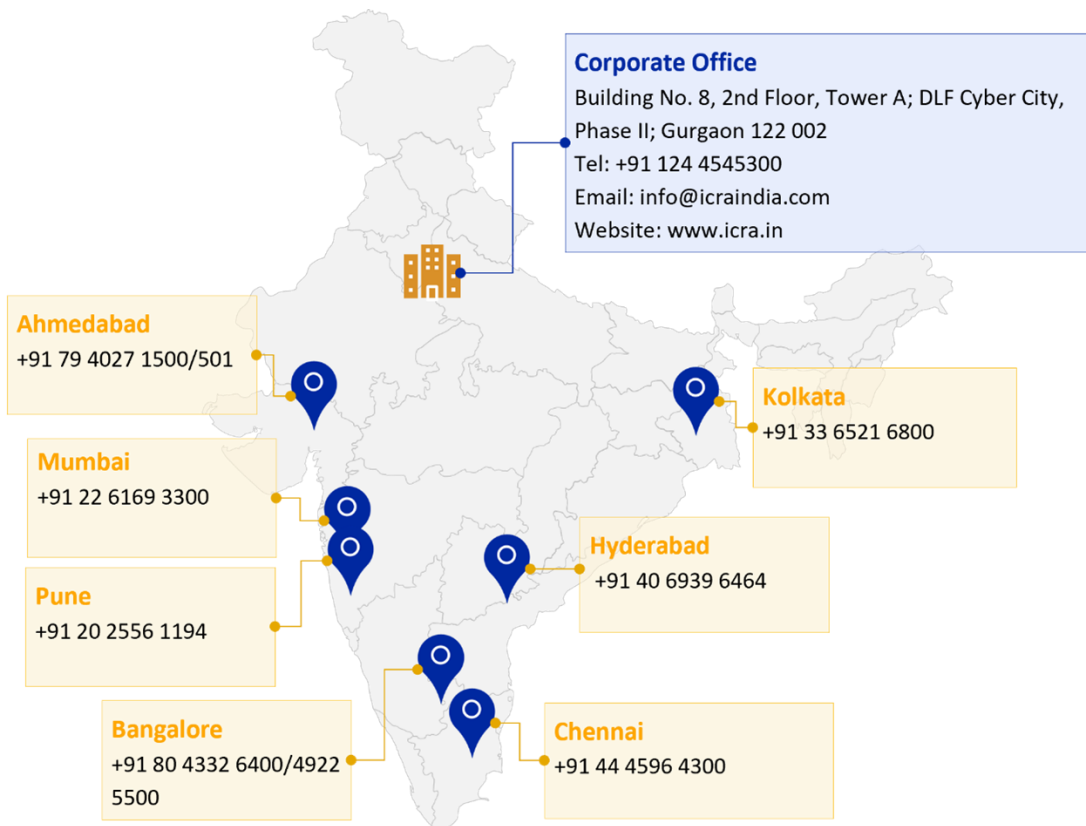 Corporate Office
Building No. 8, 2nd Floor, Tower A; DLF Cyber City,
Phase II; Gurgaon 122 002
Tel: +91 124 4545300
Email: info@icraindia.com
Website: www.icra.in
Ahmedabad
+91 79 4027 1500/501
Kolkata
+91 33 6521 6800
Mumbai
+91 22 6169 3300
Hyderabad
+91 40 6939 6464
Pune
+91 20 2556 1194
Bangalore
+91 80 4332 6400/4922
5500
Chennai
+91 44 4596 4300